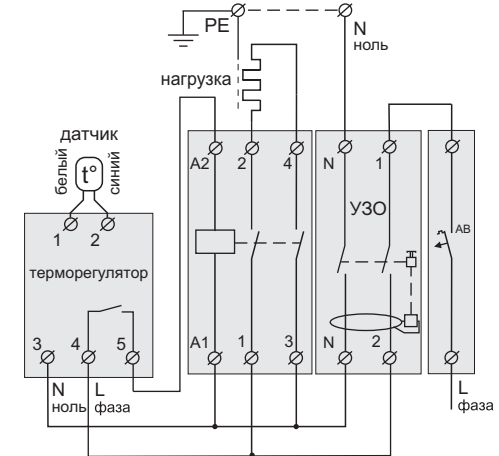 PE
N
ноль
нагрузка
датчик
белый
t°
синий
A2
2
4
N
1
УЗО
АВ
1
2
терморегулятор
3
4
5
A1
1
3
N
2
N
ноль
L
фаза
L
фаза